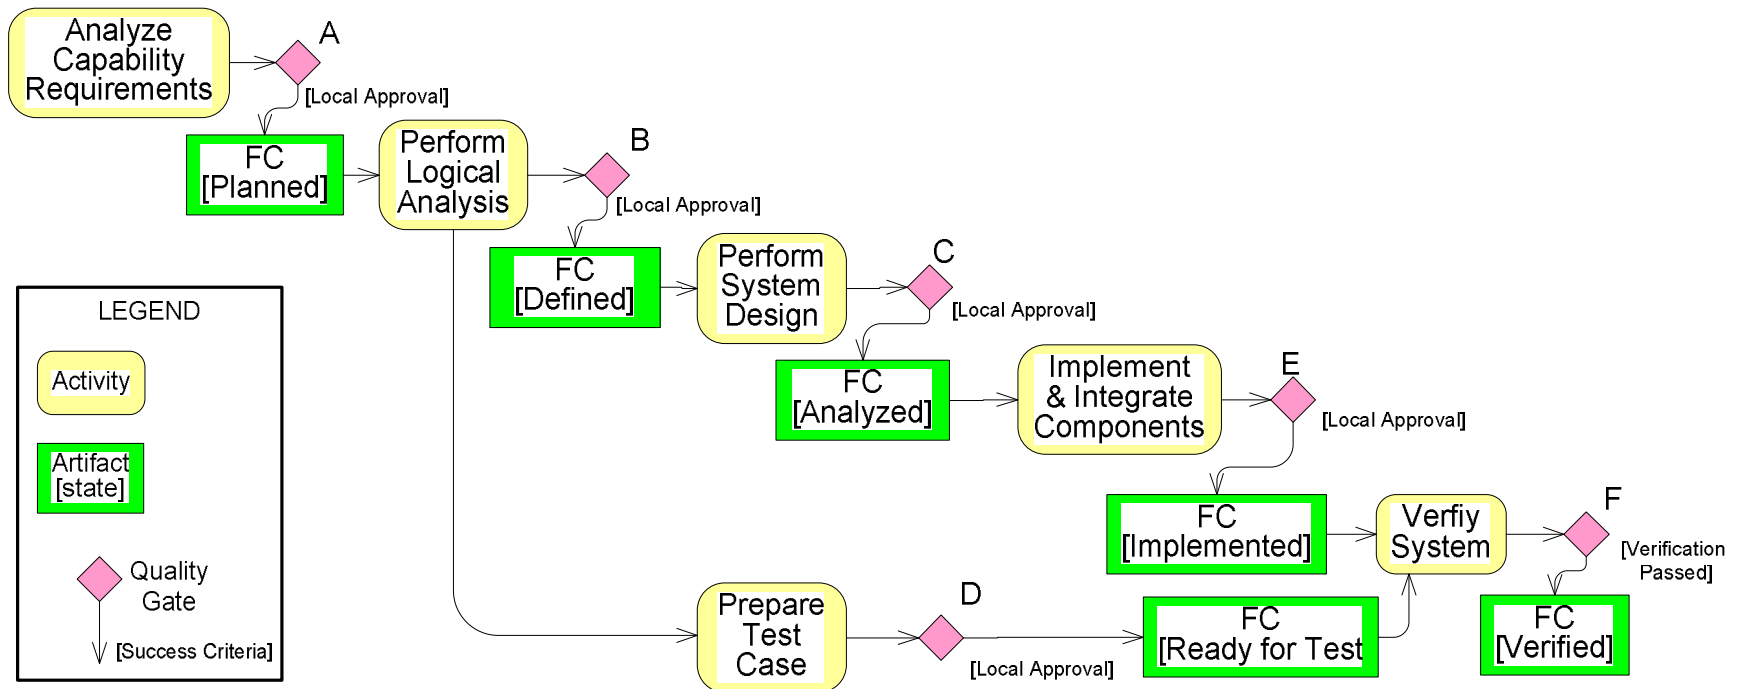 Analyze
Capability
Requirements
A
[Local Approval]
FC
[Planned]
Perform
Logical
Analysis
B
[Local Approval]
FC
[Defined]
Perform
System
Design
C
[Local Approval]
FC
[Analyzed]
Implement
& Integrate
Components
E
[Local Approval]
FC
[Implemented]
Verfiy
System
F
[Verification
Passed]
FC
[Verified]
Prepare
Test
Case
D
[Local Approval]
FC
[Ready for Test
LEGEND
Activity
Artifact
[state]
Quality
Gate
[Success Criteria]